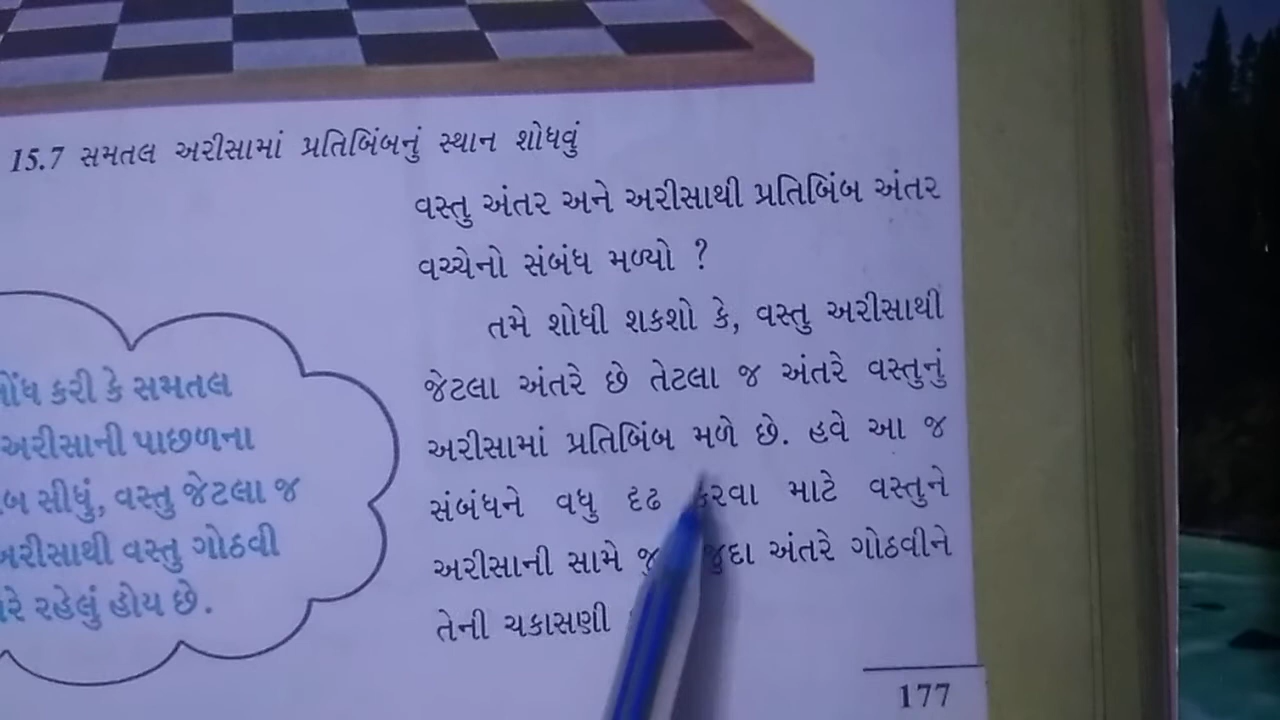 15.7 સમતલ અરીસામાં પ્રતિબિંબનું સ્થાન શોધવું
વસ્તુ અંતર અને અરીસાથી પ્રતિબિંબ અંતર
વચ્ચેનો સંબંધ મળ્યો ?
તમે શોધી શકશો કે, વસ્તુ અરીસાથી
જેટલા અંતરે છે તેટલા જ અંતરે વસ્તુનું
અરીસામાં પ્રતિબિંબ મળે છે. હવે આ જ
સંબંધને વધુ દૃઢ કરવા માટે વસ્તુને
અરીસાની સામે અંતરે ગોઠવીને
તેની ચકાસણી
કરી કે સમતલ
અરીસાની પાછળના
સીધું, વસ્તુ જેટલા જ
અરીસાથી વસ્તુ ગોઠવી
રહેલું હોય છે.
177